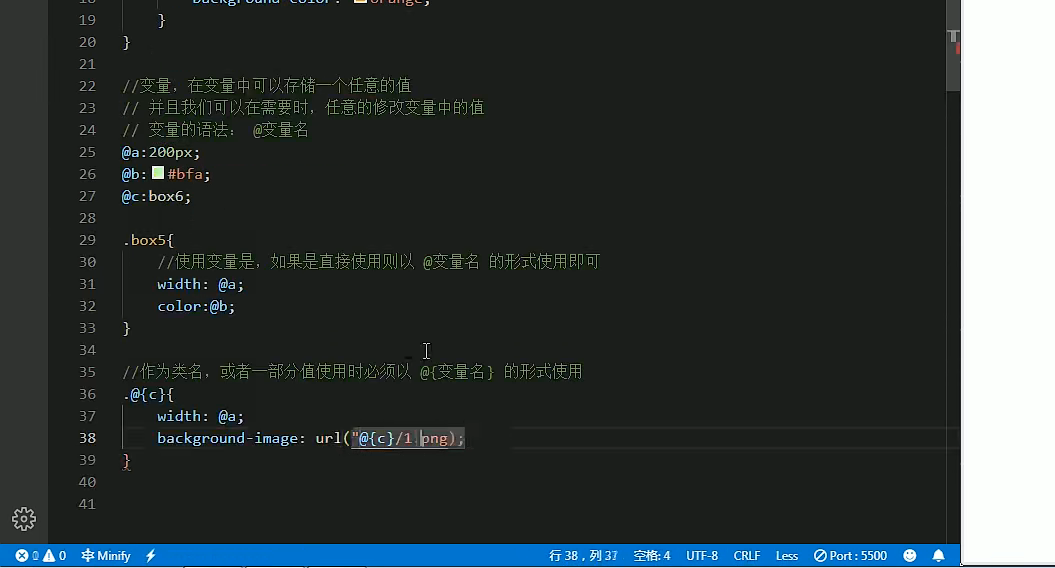 19 }
20 }
21
22 //变量，在变量中可以存储一个任意的值
23 // 并且我们可以在需要时，任意的修改变量中的值
24 // 变量的语法： @变量名
25 @a:200px;
26 @b:#bfa;
27 @c:box6;
28
29 .box5{
30 //使用变量是，如果是直接使用则以 @变量名 的形式使用即可
31 width: @a;
32 color:@b;
33 }
34
35 //作为类名，或者一部分值使用时必须以 @{变量名} 的形式使用
36 .@{c}{
37 width: @a;
38 background-image: url("@{c}/1.png);
39 }
40
41
0 0 Minify 行 38，列 37 空格: 4 UTF-8 CRLF Less Port : 5500